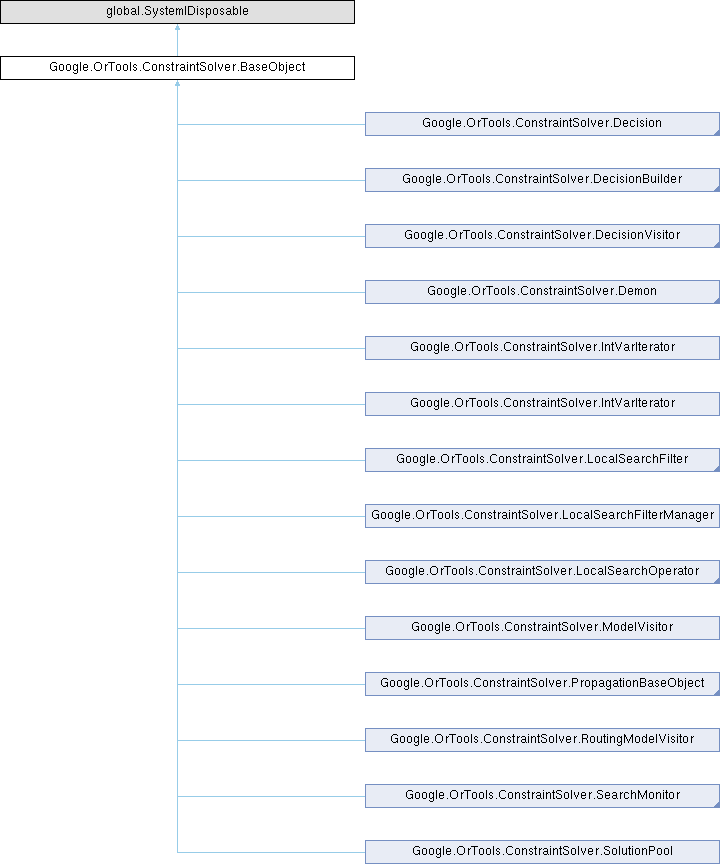 global.SystemIDisposable
Google.OrTools.ConstraintSolver.BaseObject
Google.OrTools.ConstraintSolver.Decision
Google.OrTools.ConstraintSolver.DecisionBuilder
Google.OrTools.ConstraintSolver.DecisionVisitor
Google.OrTools.ConstraintSolver.Demon
Google.OrTools.ConstraintSolver.IntVarIterator
Google.OrTools.ConstraintSolver.IntVarIterator
Google.OrTools.ConstraintSolver.LocalSearchFilter
Google.OrTools.ConstraintSolver.LocalSearchFilterManager
Google.OrTools.ConstraintSolver.LocalSearchOperator
Google.OrTools.ConstraintSolver.ModelVisitor
Google.OrTools.ConstraintSolver.PropagationBaseObject
Google.OrTools.ConstraintSolver.RoutingModelVisitor
Google.OrTools.ConstraintSolver.SearchMonitor
Google.OrTools.ConstraintSolver.SolutionPool